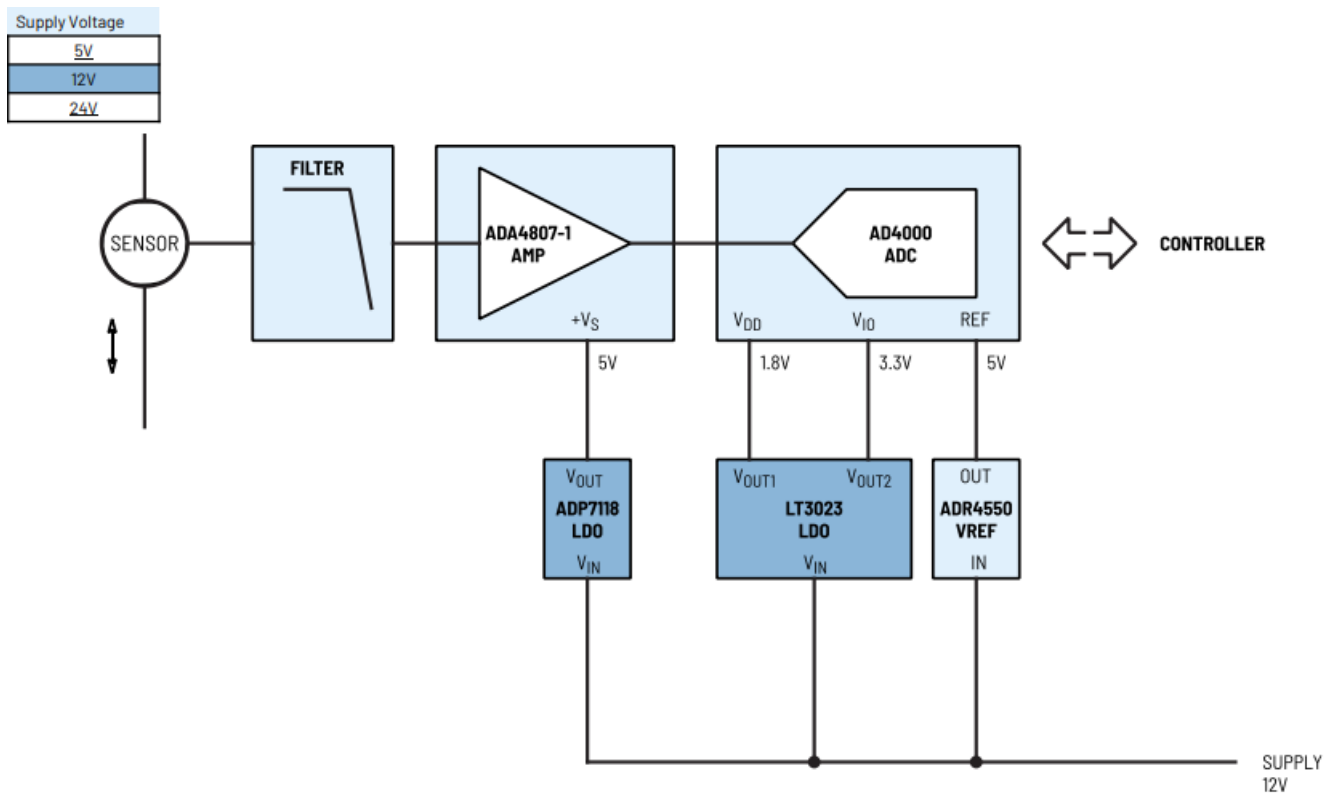 Supply Voltage
5V
12V
24V
FILTER
SENSOR
ADA4807-1
AMP
+VS
AD4000
ADC
VDD
VIO
REF
CONTROLLER
5V
1.8V
3.3V
5V
VOUT
ADP7118
LDO
VIN
VOUT1
VOUT2
LT3023
LDO
VIN
OUT
ADR4550
VREF
IN
SUPPLY
12V